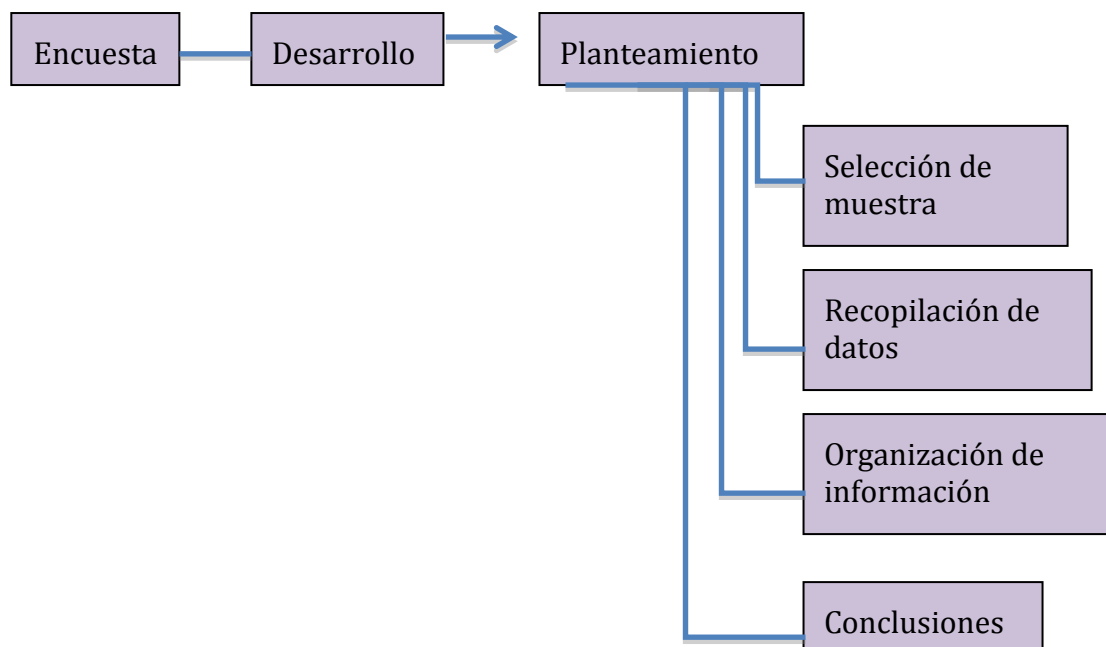 Encuesta
Desarrollo
Planteamiento
Selección de
muestra
Recopilación de
datos
Organización de
información
Conclusiones